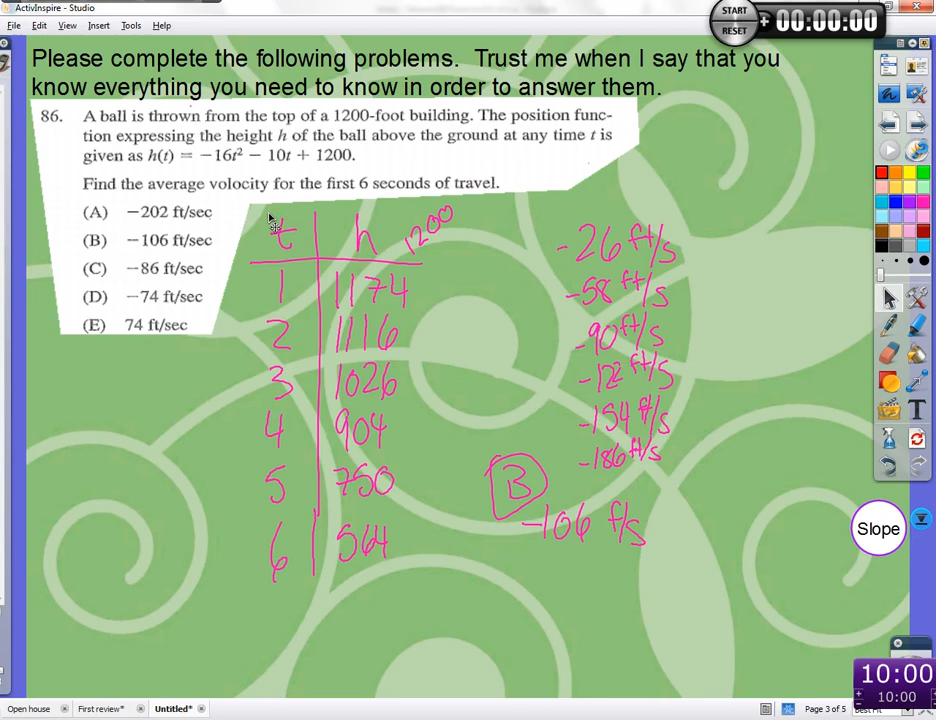 ActivInspire - Studio
START
RESET
00:00:00
File Edit View Insert Tools Help
Please complete the following problems. Trust me when I say that you
know everything you need to know in order to answer them.
86. A ball is thrown from the top of a 1200-foot building. The position func-
tion expressing the height h of the ball above the ground at any time t is
given as h(t) = −16t² − 10t + 1200.
Find the average volocity for the first 6 seconds of travel.
(A) −202 ft/sec
(B) −106 ft/sec
(C) −86 ft/sec
(D) −74 ft/sec
(E) 74 ft/sec
t h 1200
1 1174
2 1116
3 1026
4 904
5 750
6 564
-26 ft/s
-58 ft/s
-90 ft/s
-122 ft/s
-154 ft/s
-186 ft/s
B
-106 f/s
Slope
10:00
10:00
Open house First review* Untitled* Page 3 of 5 Best Fit